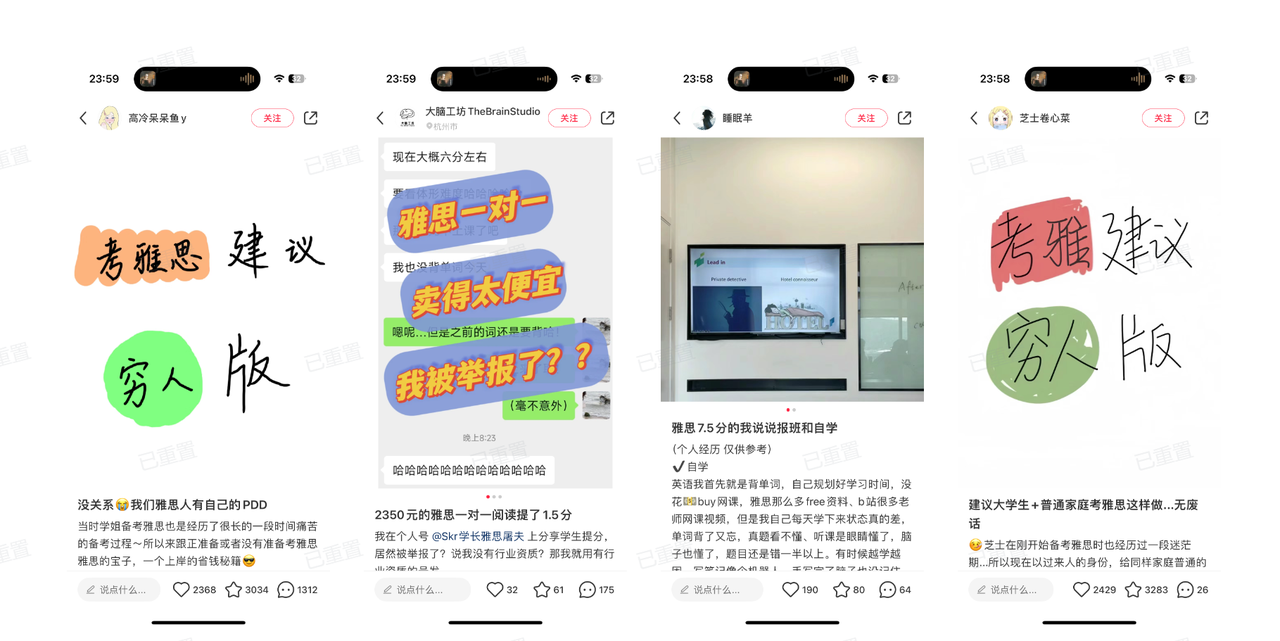 23:59
32
高冷呆呆鱼y
关注
考雅思 建议
穷人 版
没关系😭我们雅思人有自己的PDD
当时学姐备考雅思也是经历了很长的一段时间痛苦
的备考过程~所以来跟正准备或者没有准备考雅思
雅思的宝子，一个上岸的省钱秘籍😎
说点什么...
2368
3034
1312
23:59
32
大脑工坊TheBrainStudio
杭州市
关注
现在大概六分左右
雅思一对一
我也没背单词今天
卖得太便宜
嗯呢...但是之前的词还是要背哈!
我被举报了？？
(毫不意外)
晚上8:23
哈哈哈哈哈哈哈哈哈哈哈哈哈
2350元的雅思一对一阅读提了1.5分
我在个人号 @Skr学长雅思屠夫 上分享学生提分，
居然被举报了？说我没有行业资质？那我就用有行
说点什么...
32
61
175
23:58
32
睡眠羊
关注
Lead in
Private detective
Hotel connoisseur
HOTEL
After
雅思7.5分的我说说报班和自学
(个人经历 仅供参考)
✔️自学
英语我首先就是背单词，自己规划好学习时间，没
花💵buy网课，雅思那么多free资料、b站很多老
师网课视频，但是我自己每天学下来状态真的差，
单词背了又忘，真题看不懂、听课是眼睛懂了，脑
子也懂了，题目还是错一半以上。有时候越学越
说点什么...
190
80
64
23:58
32
芝士卷心菜
关注
考雅 建议
穷人 版
建议大学生+普通家庭考雅思这样做...无废
话
🥴芝士在刚开始备考雅思时也经历过一段迷茫
期...所以现在以过来人的身份，给同样家庭普通的
说点什么...
2429
3283
26
已重置